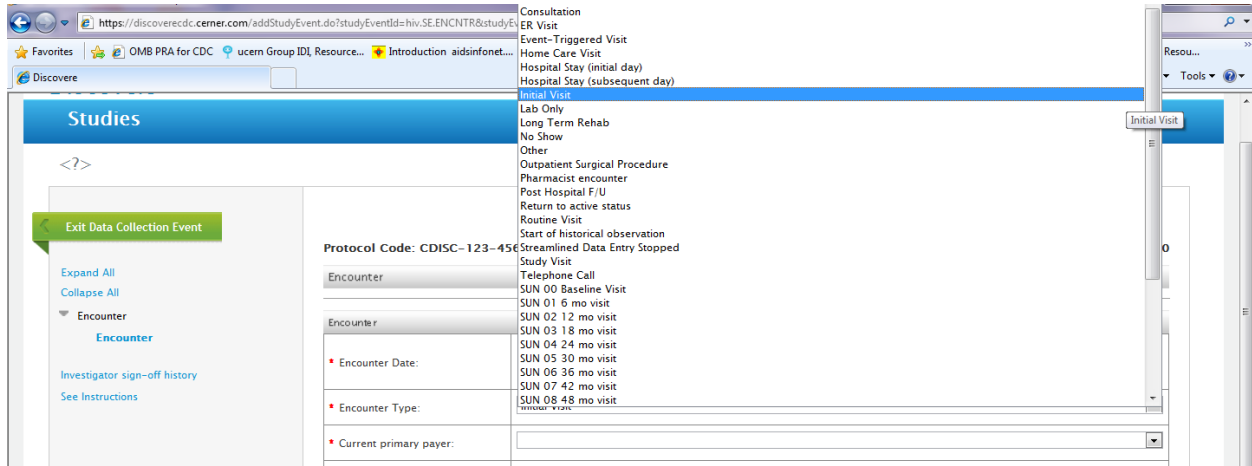 https://discoverecdc.cerner.com/addStudyEvent.do?studyEventId=hiv.SE.ENCNTR&studyEv
Favorites OMB PRA for CDC ucern Group IDI, Resource... Introduction aidsinfonet.... Resou...
Discovere Tools
Consultation
ER Visit
Event-Triggered Visit
Home Care Visit
Hospital Stay (initial day)
Hospital Stay (subsequent day)
Initial Visit
Lab Only
Long Term Rehab
No Show
Other
Outpatient Surgical Procedure
Pharmacist encounter
Post Hospital F/U
Return to active status
Routine Visit
Start of historical observation
Streamlined Data Entry Stopped
Study Visit
Telephone Call
SUN 00 Baseline Visit
SUN 01 6 mo visit
SUN 02 12 mo visit
SUN 03 18 mo visit
SUN 04 24 mo visit
SUN 05 30 mo visit
SUN 06 36 mo visit
SUN 07 42 mo visit
SUN 08 48 mo visit
Initial Visit
Studies
<?>
Exit Data Collection Event
Expand All
Collapse All
Encounter
Encounter
Investigator sign-off history
See Instructions
Protocol Code: CDISC-123-456 0
Encounter
Encounter
* Encounter Date:
* Encounter Type: Initial Visit
* Current primary payer: